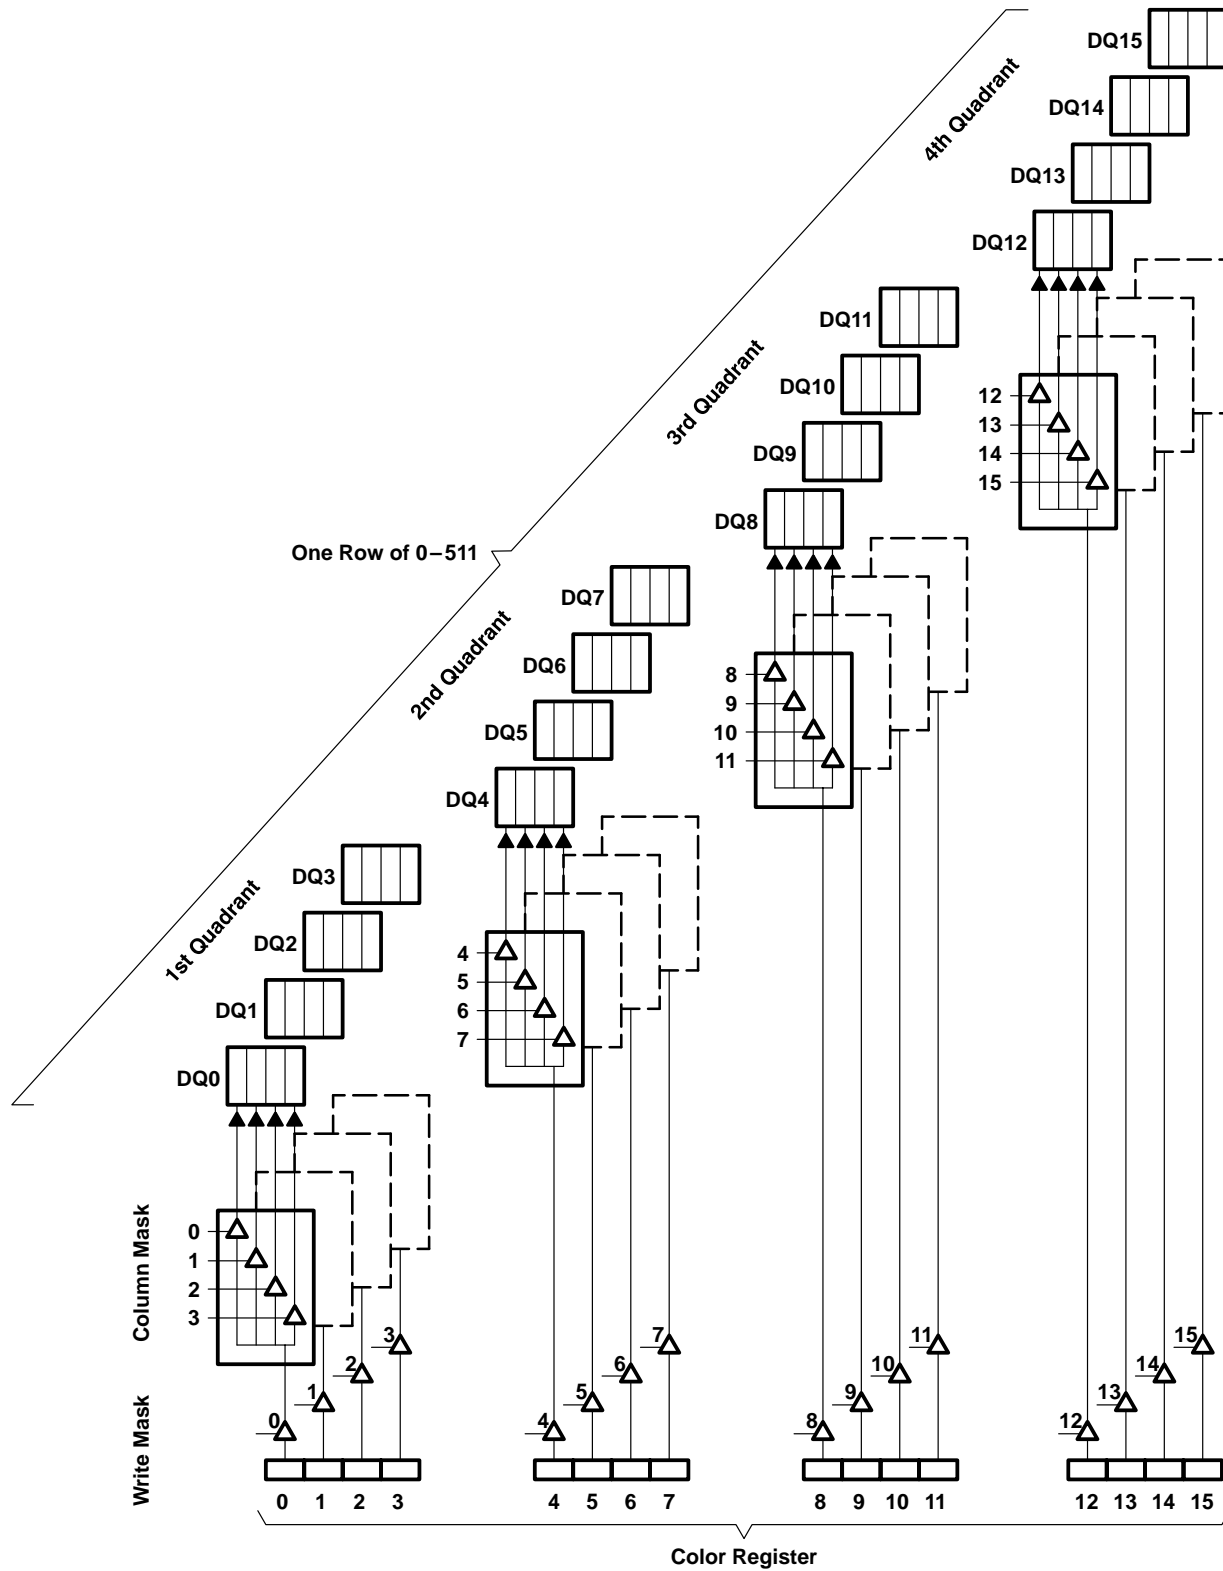 DQ15
DQ14
4th Quadrant
DQ13
DQ12
DQ11
3rd Quadrant
DQ10
12
13
DQ9
14
15
DQ8
One Row of 0–511
DQ7
2nd Quadrant
DQ6
8
9
DQ5
10
11
DQ4
DQ3
1st Quadrant
DQ2
4
5
DQ1
6
7
DQ0
Column Mask
0
1
2
3
3
7
11
15
2
6
10
14
1
5
9
13
0
4
8
12
Write Mask
0 1 2 3 4 5 6 7 8 9 10 11 12 13 14 15
Color Register